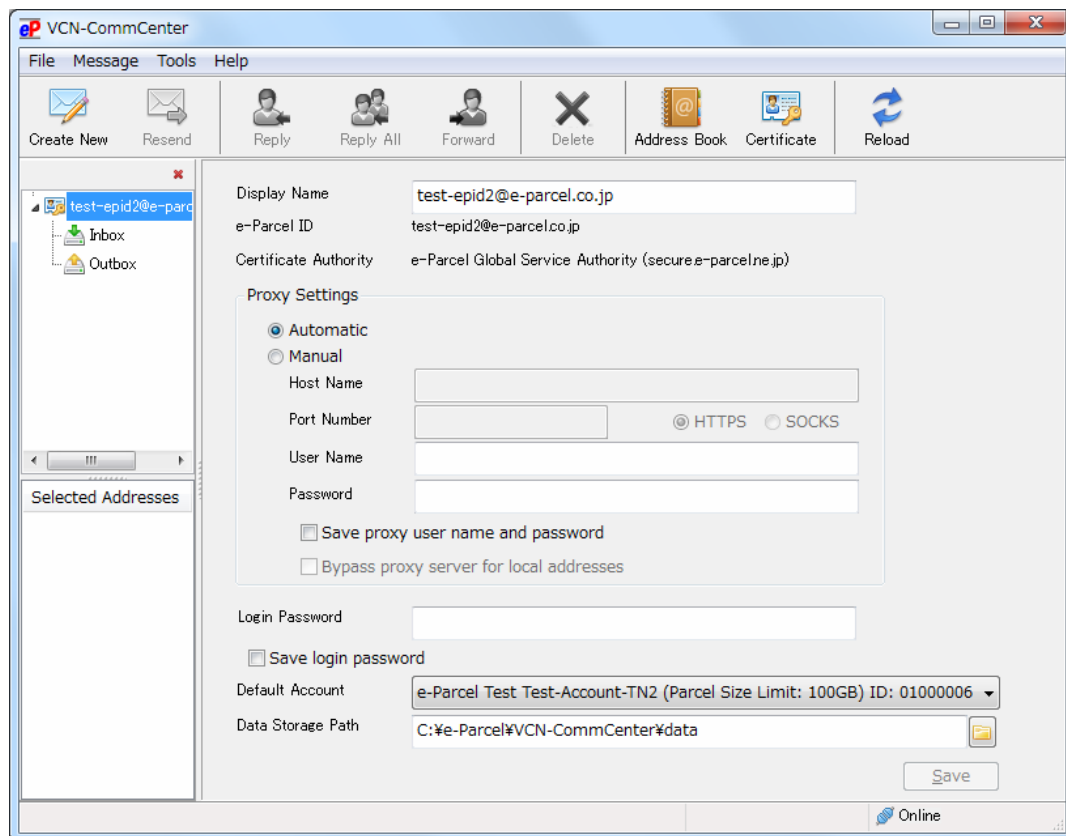 eP VCN-CommCenter
File Message Tools Help
Create New Resend Reply Reply All Forward Delete Address Book Certificate Reload
test-epid2@e-parc
Inbox
Outbox
Selected Addresses
Display Name test-epid2@e-parcel.co.jp
e-Parcel ID test-epid2@e-parcel.co.jp
Certificate Authority e-Parcel Global Service Authority (secure.e-parcel.ne.jp)
Proxy Settings
Automatic
Manual
Host Name
Port Number HTTPS SOCKS
User Name
Password
Save proxy user name and password
Bypass proxy server for local addresses
Login Password
Save login password
Default Account e-Parcel Test Test-Account-TN2 (Parcel Size Limit: 100GB) ID: 01000006
Data Storage Path C:¥e-Parcel¥VCN-CommCenter¥data
Save
Online